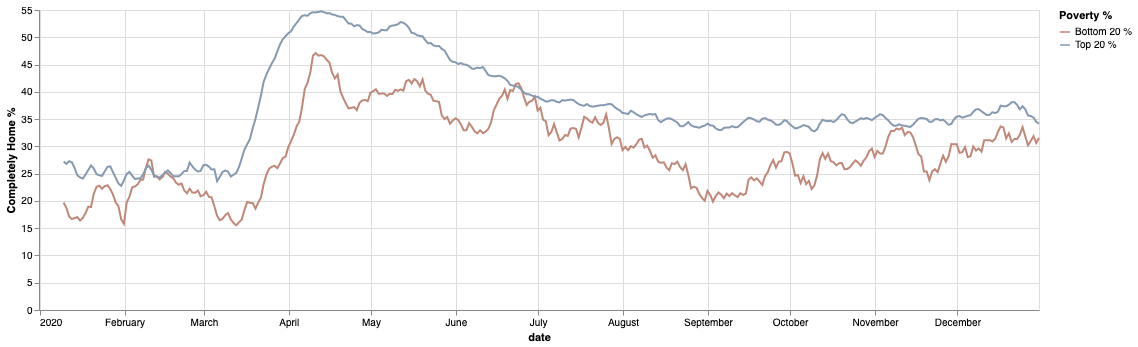 Completely Home %
55
50
45
40
35
30
25
20
15
10
5
0
2020 February March April May June July August September October November December
date
Poverty %
Bottom 20 %
Top 20 %